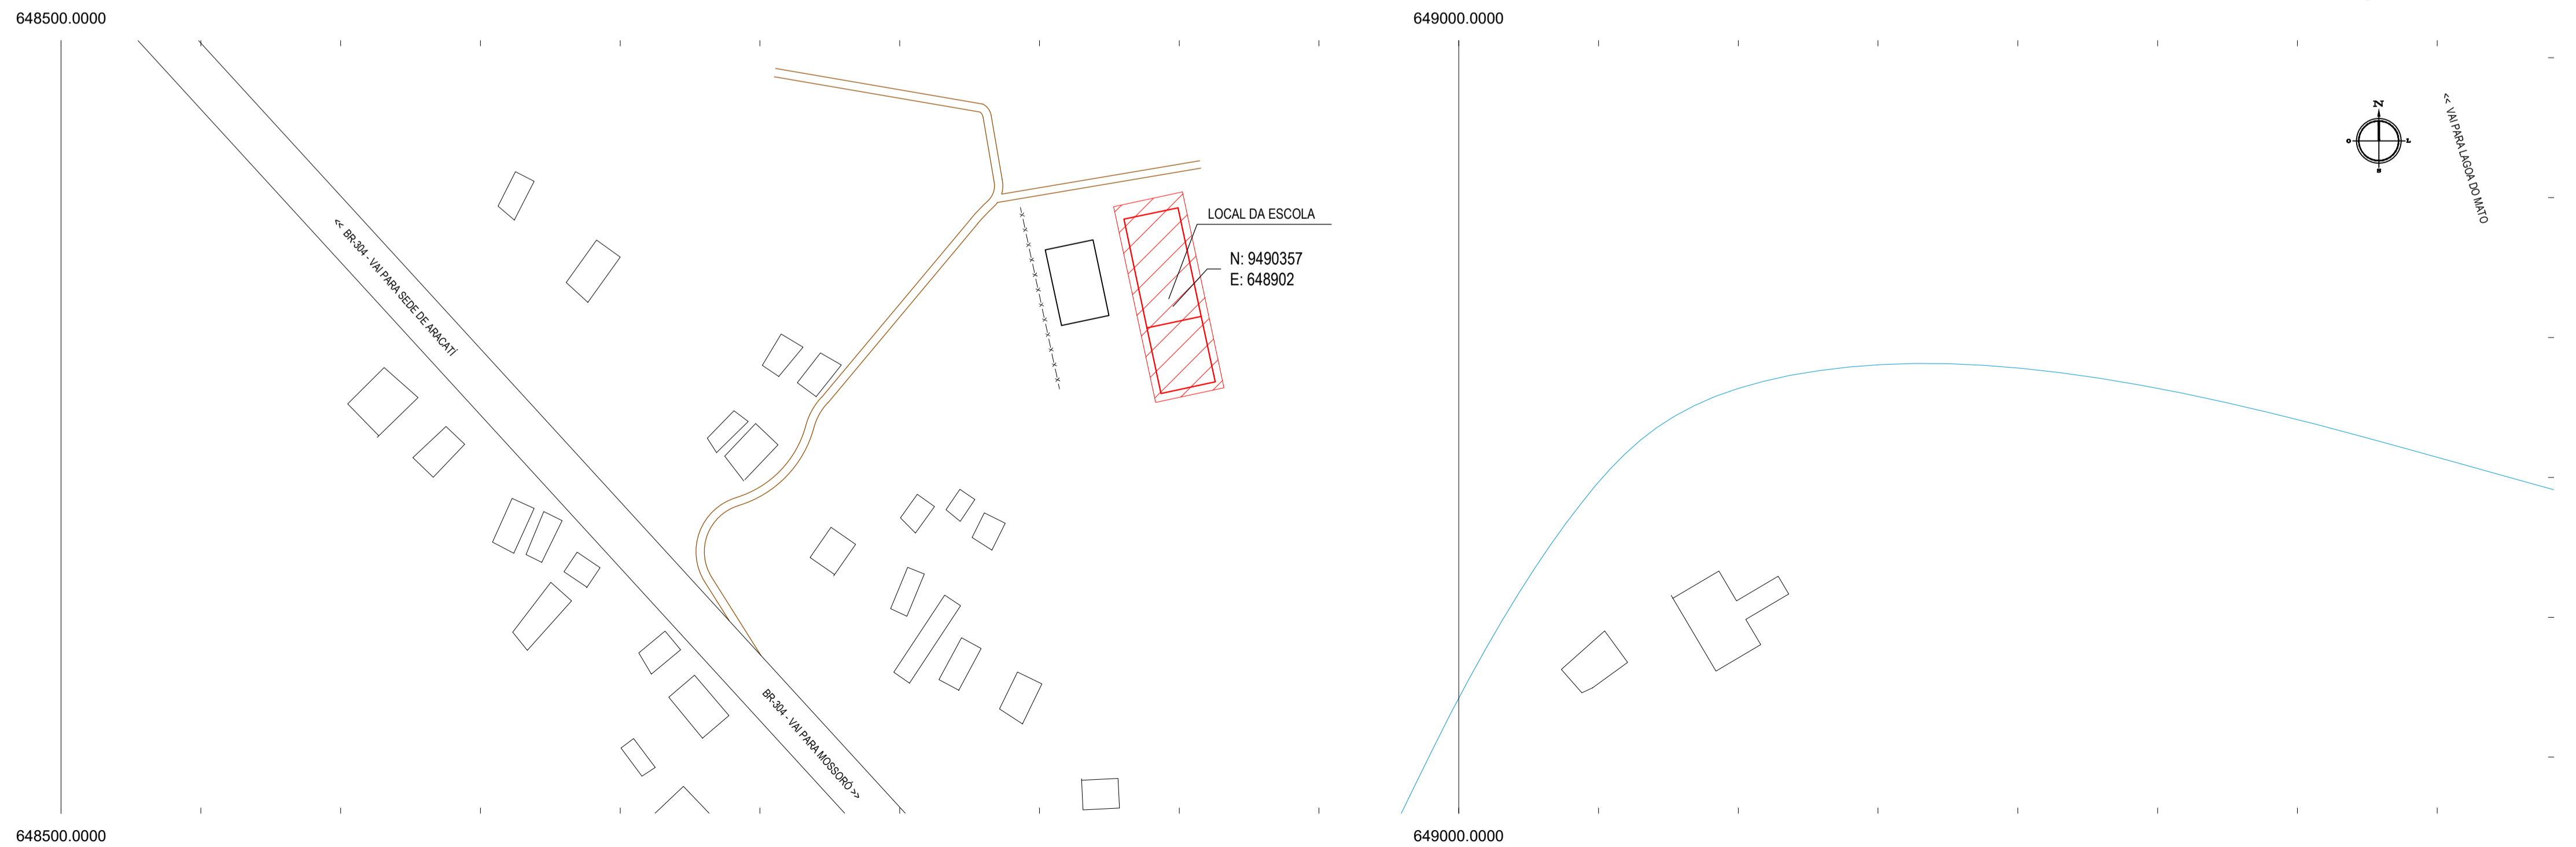 648500.0000
649000.0000
N
O
L
S
<< VAI PARA LAGOA DO MATO
LOCAL DA ESCOLA
<< BR-304 - VAI PARA SEDE DE ARACATÍ
N: 9490357
E: 648902
BR-304 - VAI PARA MOSSORÓ >>
648500.0000
649000.0000